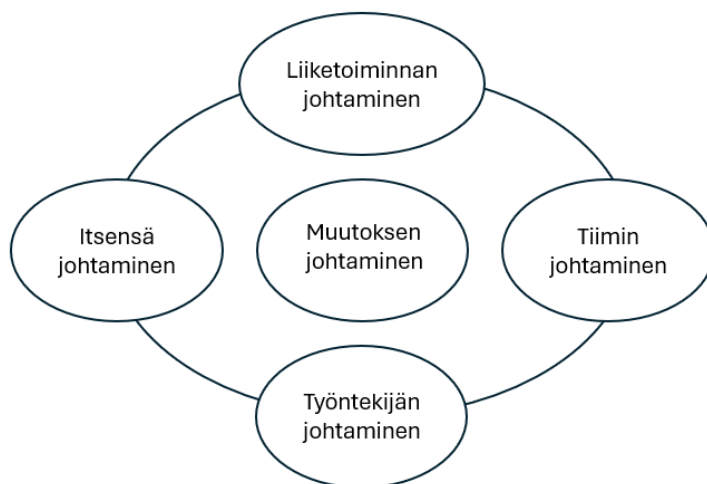 Liiketoiminnan
johtaminen
Itsensä
johtaminen
Muutoksen
johtaminen
Tiimin
johtaminen
Työntekijän
johtaminen